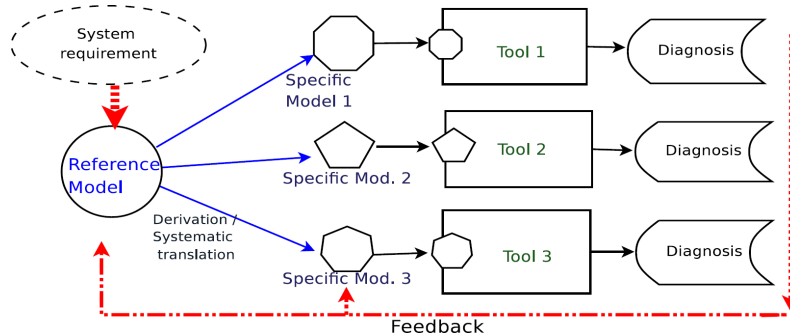 System
requirement
Reference
Model
Specific
Model 1
Tool 1
Diagnosis
Specific Mod. 2
Tool 2
Diagnosis
Derivation /
Systematic
translation
Specific Mod. 3
Tool 3
Diagnosis
Feedback